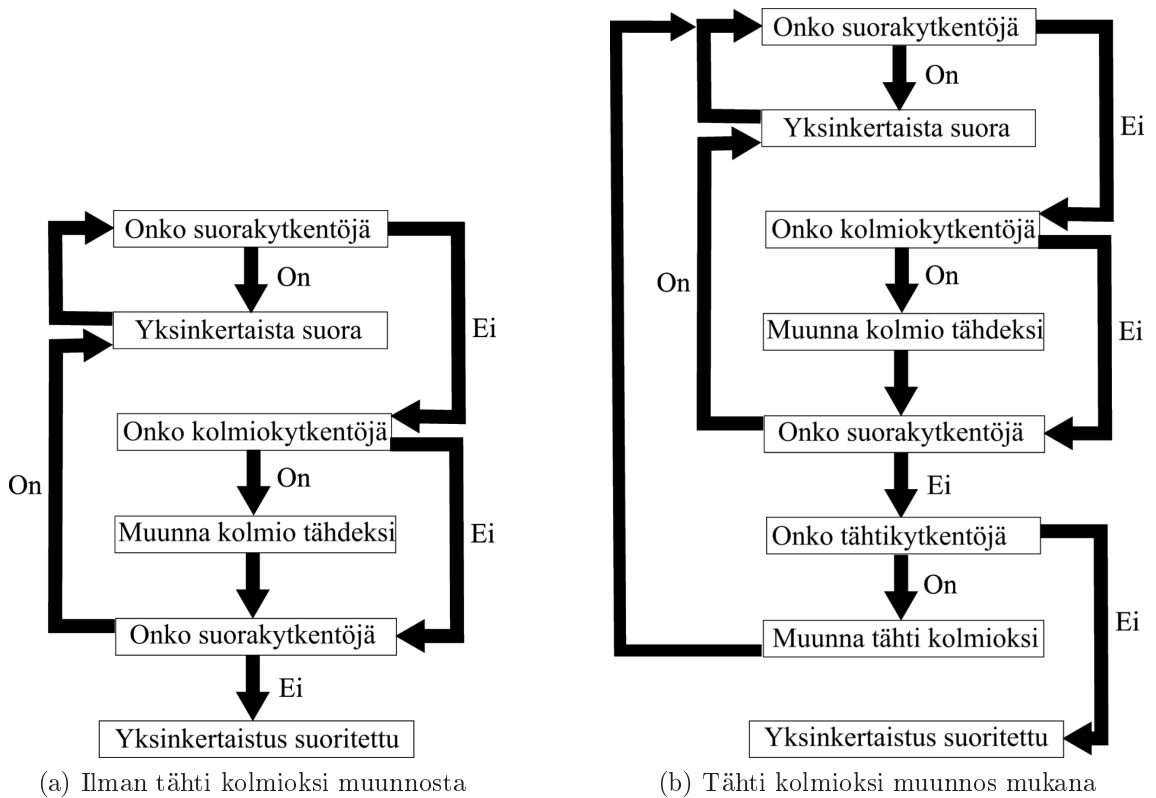 Onko suorakytkentöjä
On
Yksinkertaista suora
Ei
Onko kolmiokytkentöjä
On
Muunna kolmio tähdeksi
Ei
On
Onko suorakytkentöjä
Ei
Yksinkertaistus suoritettu
(a) Ilman tähti kolmioksi muunnosta
Onko suorakytkentöjä
On
Yksinkertaista suora
Ei
Onko kolmiokytkentöjä
On
On
Muunna kolmio tähdeksi
Ei
Onko suorakytkentöjä
Ei
Onko tähtikytkentöjä
On
Muunna tähti kolmioksi
Ei
Yksinkertaistus suoritettu
(b) Tähti kolmioksi muunnos mukana